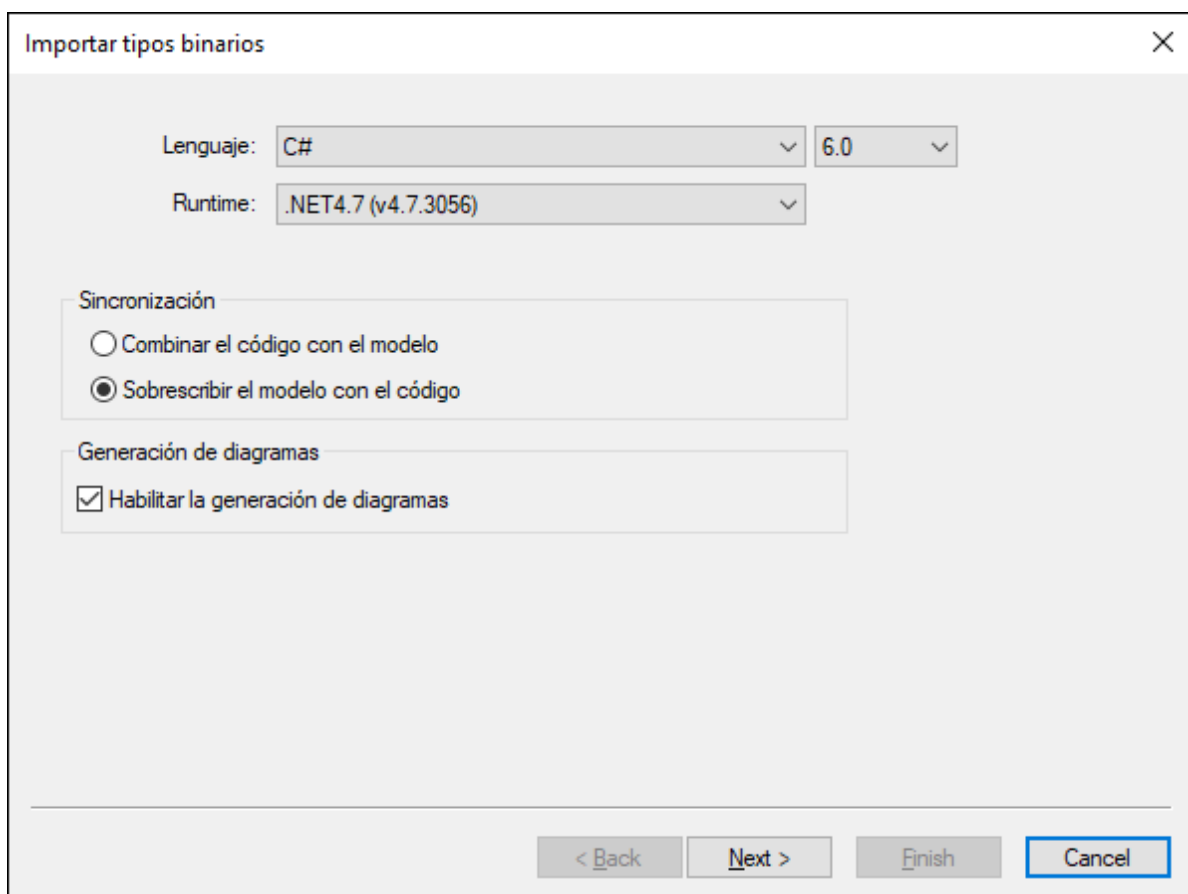 Importar tipos binarios
Lenguaje: C# 6.0
Runtime: .NET4.7 (v4.7.3056)
Sincronización
Combinar el código con el modelo
Sobrescribir el modelo con el código
Generación de diagramas
Habilitar la generación de diagramas
< Back Next > Finish Cancel